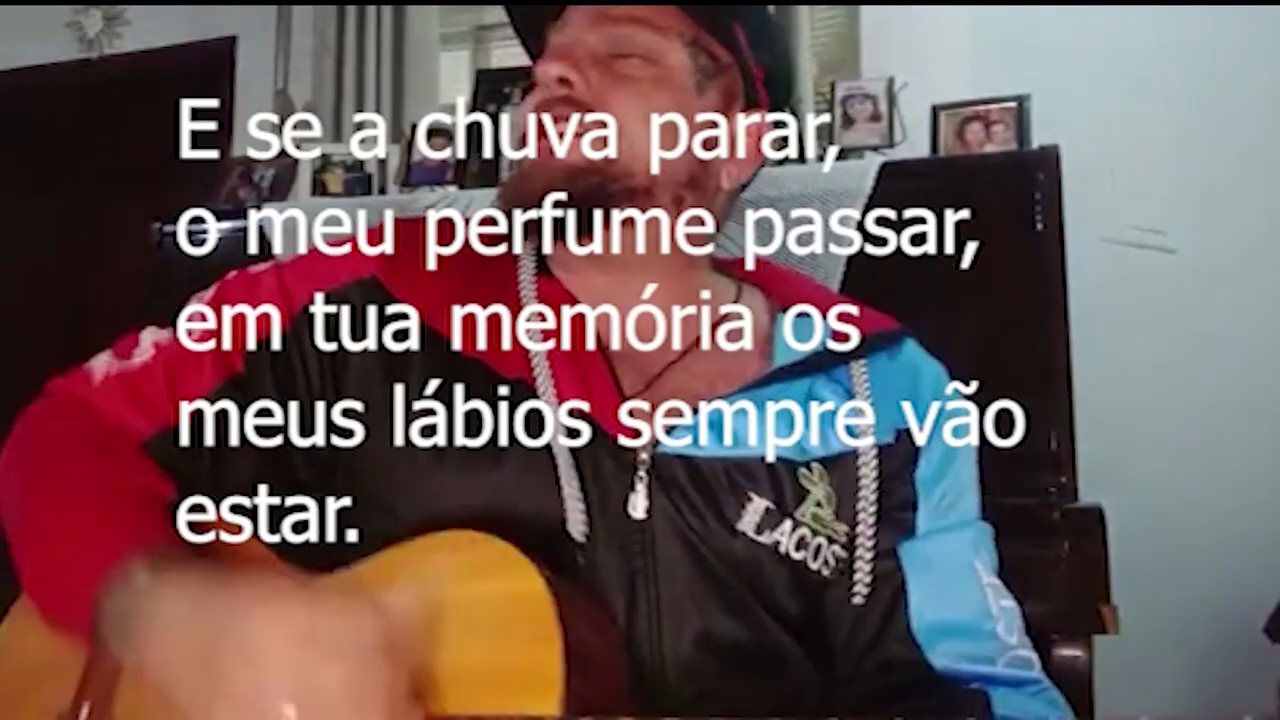 E se a chuva parar,
o meu perfume passar,
em tua memória os
meus lábios sempre vão
estar.
LACOS